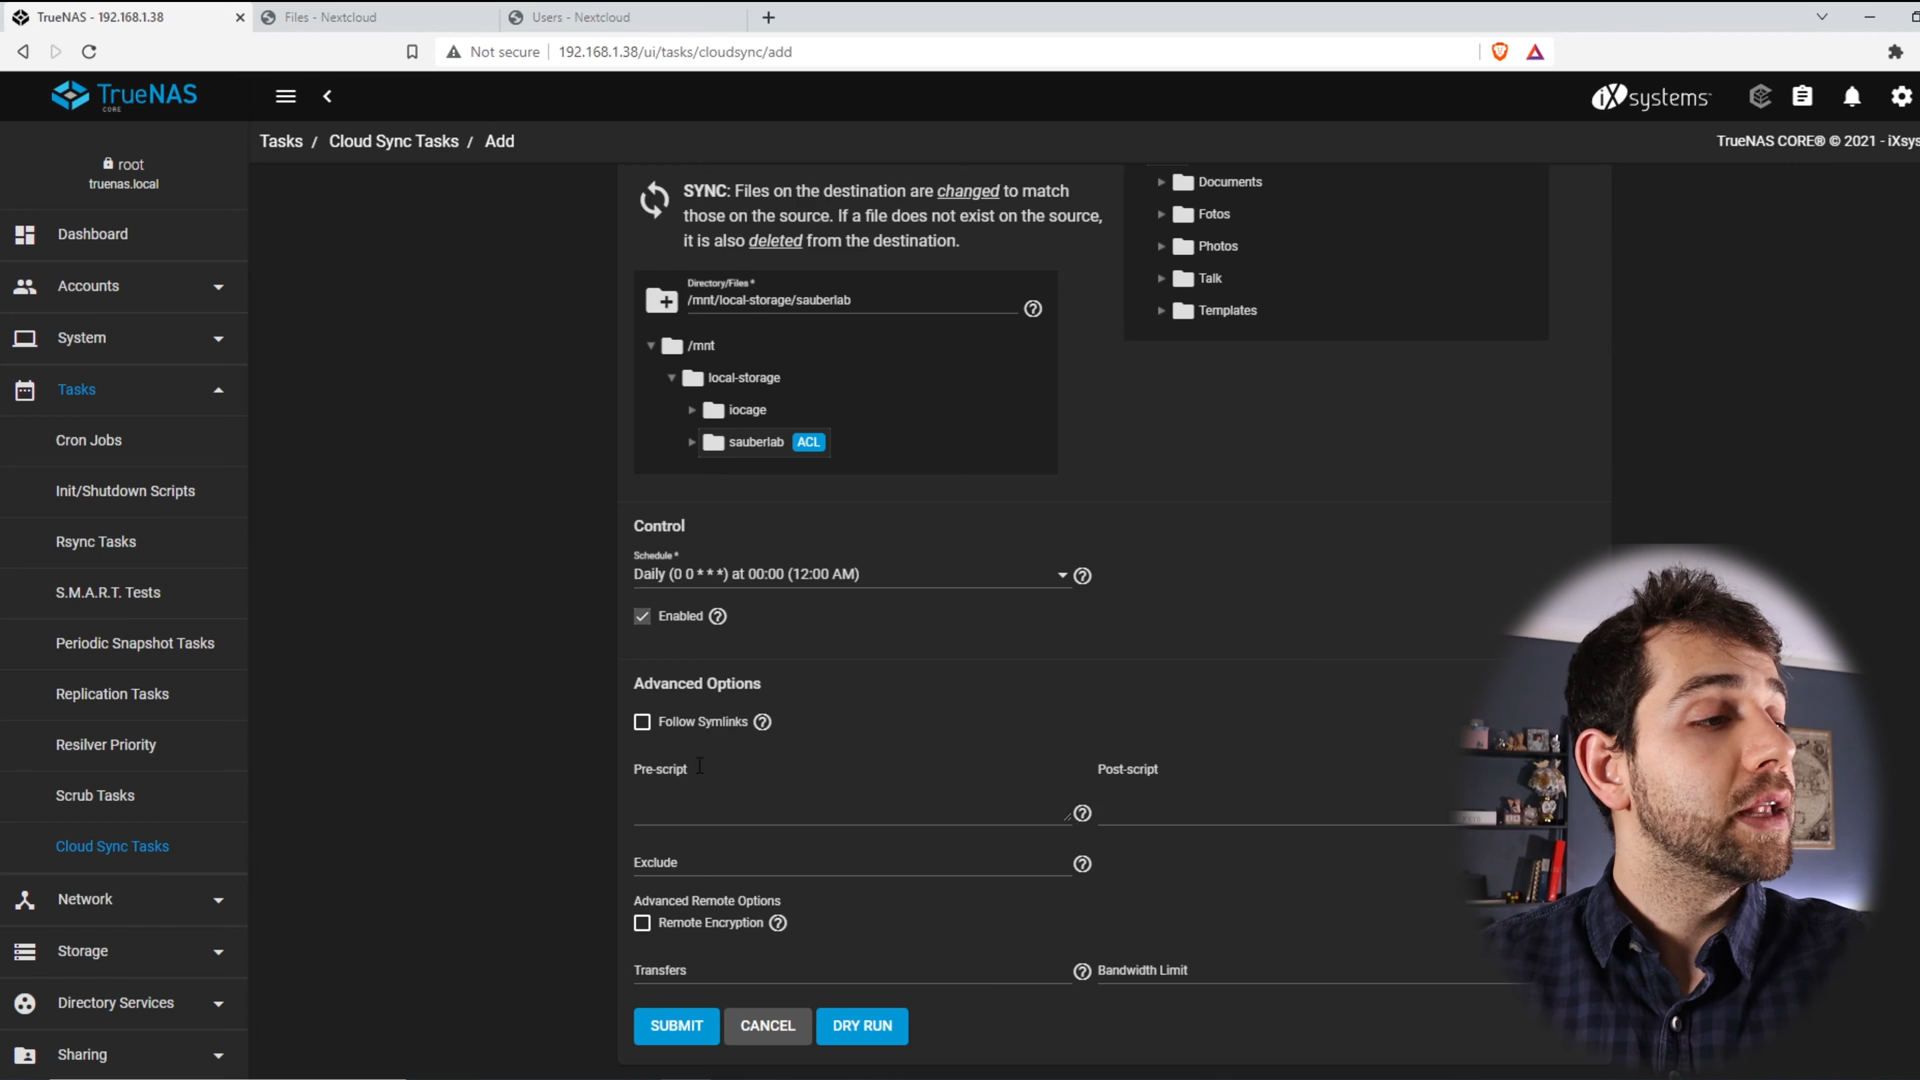 TrueNAS - 192.168.1.38
Files - Nextcloud
Users - Nextcloud
Not secure
192.168.1.38/ui/tasks/cloudsync/add
TrueNAS
CORE
iXsystems
Tasks / Cloud Sync Tasks / Add
TrueNAS CORE® © 2021 - iXsys
root
truenas.local
Dashboard
Accounts
System
Tasks
Cron Jobs
Init/Shutdown Scripts
Rsync Tasks
S.M.A.R.T. Tests
Periodic Snapshot Tasks
Replication Tasks
Resilver Priority
Scrub Tasks
Cloud Sync Tasks
Network
Storage
Directory Services
Sharing
SYNC: Files on the destination are changed to match
those on the source. If a file does not exist on the source,
it is also deleted from the destination.
Directory/Files *
/mnt/local-storage/sauberlab
/mnt
local-storage
iocage
sauberlab ACL
Documents
Fotos
Photos
Talk
Templates
Control
Schedule *
Daily (0 0 * * *) at 00:00 (12:00 AM)
Enabled
Advanced Options
Follow Symlinks
Pre-script
Post-script
Exclude
Advanced Remote Options
Remote Encryption
Transfers
Bandwidth Limit
SUBMIT
CANCEL
DRY RUN